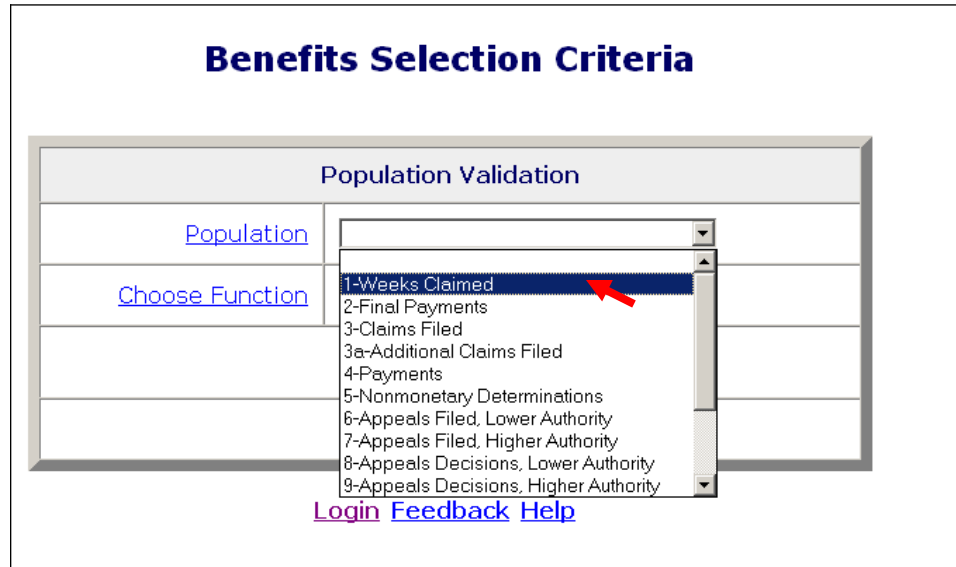 Benefits Selection Criteria
Population Validation
Population
Choose Function
1-Weeks Claimed
2-Final Payments
3-Claims Filed
3a-Additional Claims Filed
4-Payments
5-Nonmonetary Determinations
6-Appeals Filed, Lower Authority
7-Appeals Filed, Higher Authority
8-Appeals Decisions, Lower Authority
9-Appeals Decisions, Higher Authority
Login Feedback Help